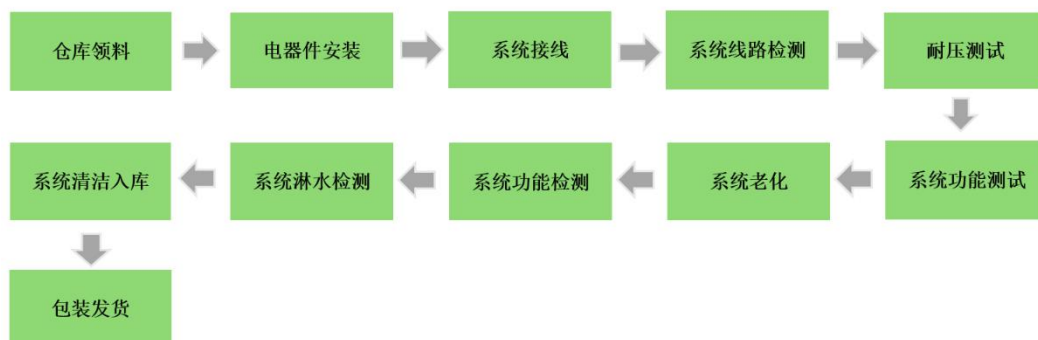 仓库领料
电器件安装
系统接线
系统线路检测
耐压测试
系统功能测试
系统老化
系统功能检测
系统淋水检测
系统清洁入库
包装发货